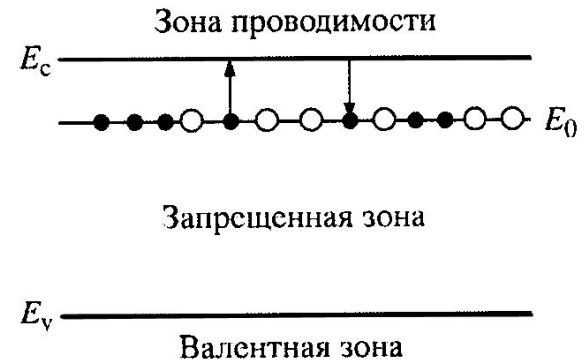 Зона проводимости
E_c
E_0
Запрещенная зона
E_v
Валентная зона